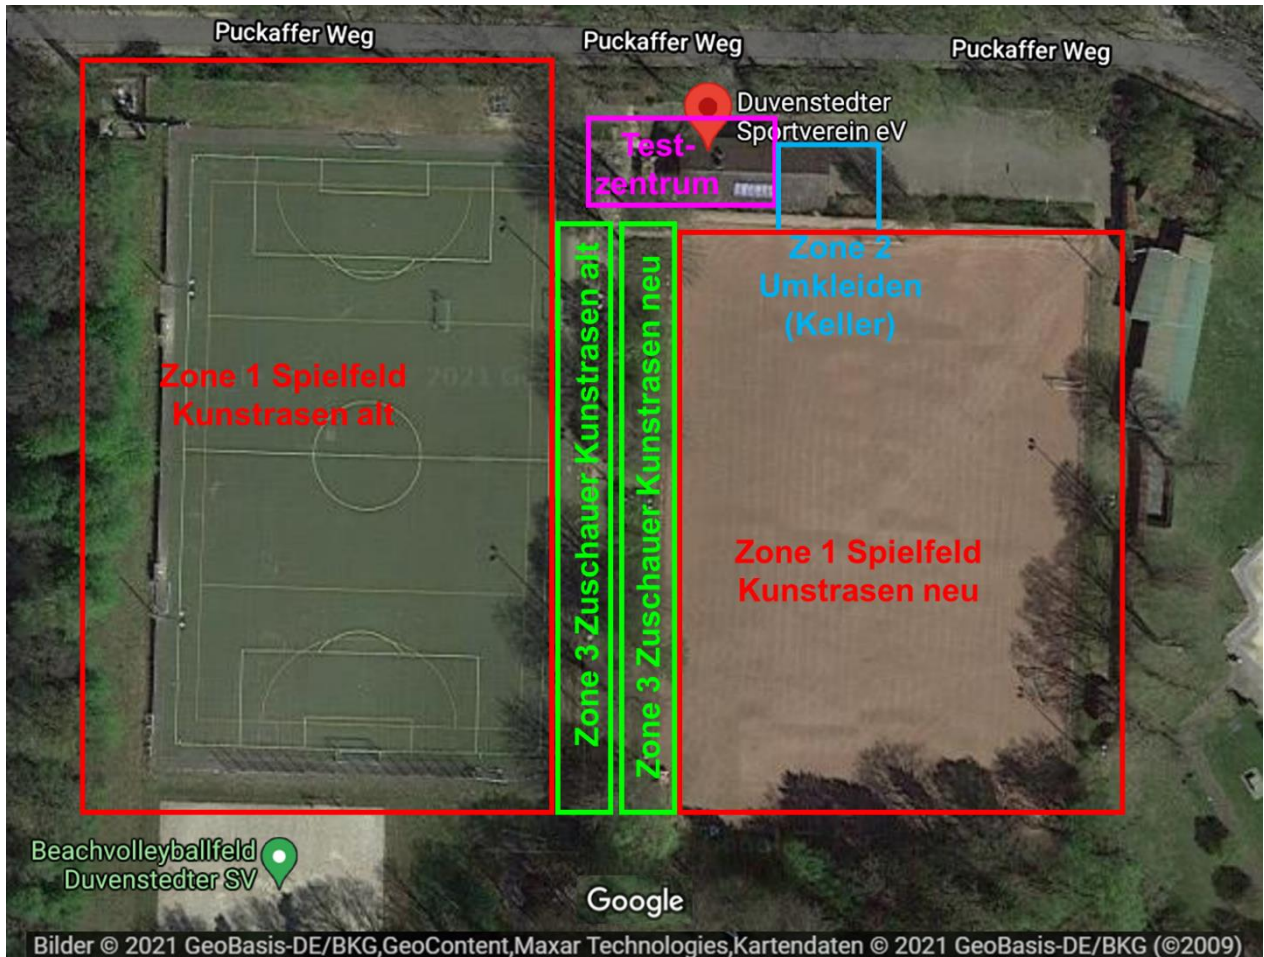 Puckaffer Weg
Puckaffer Weg
Puckaffer Weg
Duvenstedter
Sportverein eV
Test-
zentrum
Zone 2
Umkleiden
(Keller)
Zone 1 Spielfeld
Kunstrasen alt
2021 G
Zone 3 Zuschauer Kunstrasen alt
Zone 3 Zuschauer Kunstrasen neu
Zone 1 Spielfeld
Kunstrasen neu
Beachvolleyballfeld
Duvenstedter SV
Google
Bilder © 2021 GeoBasis-DE/BKG,GeoContent,Maxar Technologies,Kartendaten © 2021 GeoBasis-DE/BKG (©2009)